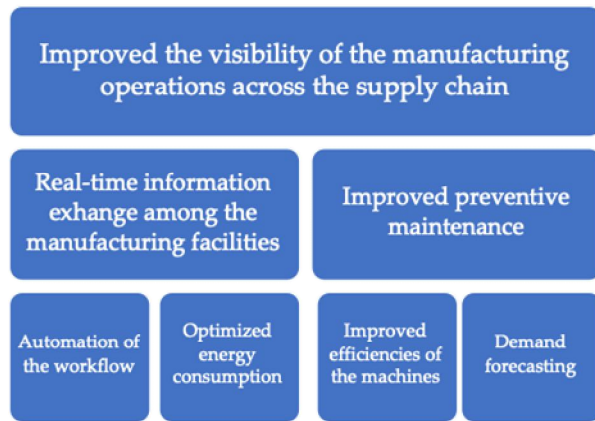 Improved the visibility of the manufacturing
operations across the supply chain
Real-time information
exhange among the
manufacturing facilities
Improved preventive
maintenance
Automation of
the workflow
Optimized
energy
consumption
Improved
efficiencies of
the machines
Demand
forecasting